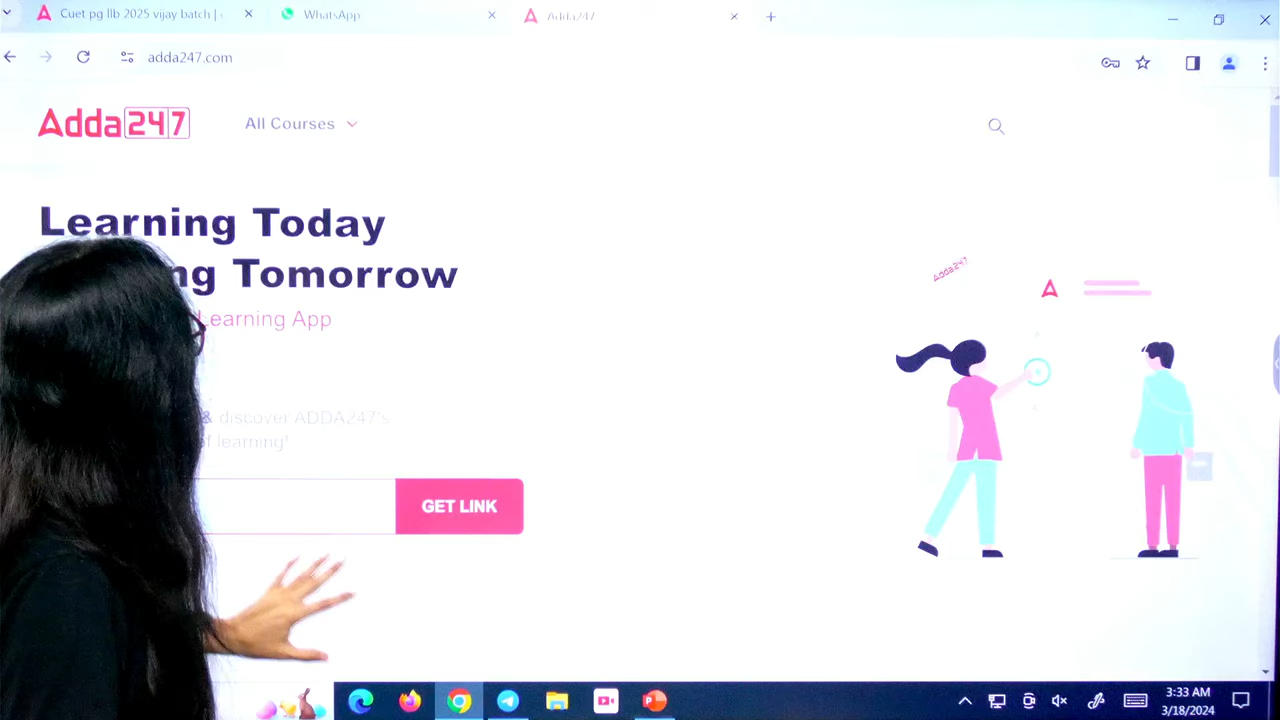 Cuet pg llb 2025 vijay batch |
WhatsApp
Adda247
adda247.com
Adda247
All Courses
Learning Today
ng Tomorrow
Learning App
& discover ADDA247's
of learning!
GET LINK
Adda247
3:33 AM
3/18/2024